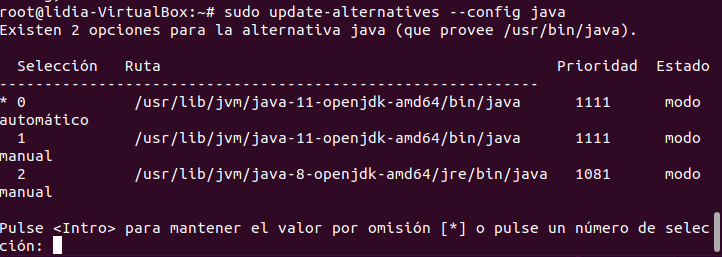 root@lidia-VirtualBox:~# sudo update-alternatives --config java
Existen 2 opciones para la alternativa java (que provee /usr/bin/java).
Selección Ruta Prioridad Estado
------------------------------------------------------------
* 0 /usr/lib/jvm/java-11-openjdk-amd64/bin/java 1111 modo
automático
1 /usr/lib/jvm/java-11-openjdk-amd64/bin/java 1111 modo
manual
2 /usr/lib/jvm/java-8-openjdk-amd64/jre/bin/java 1081 modo
manual
Pulse <Intro> para mantener el valor por omisión [*] o pulse un número de selec
ción: